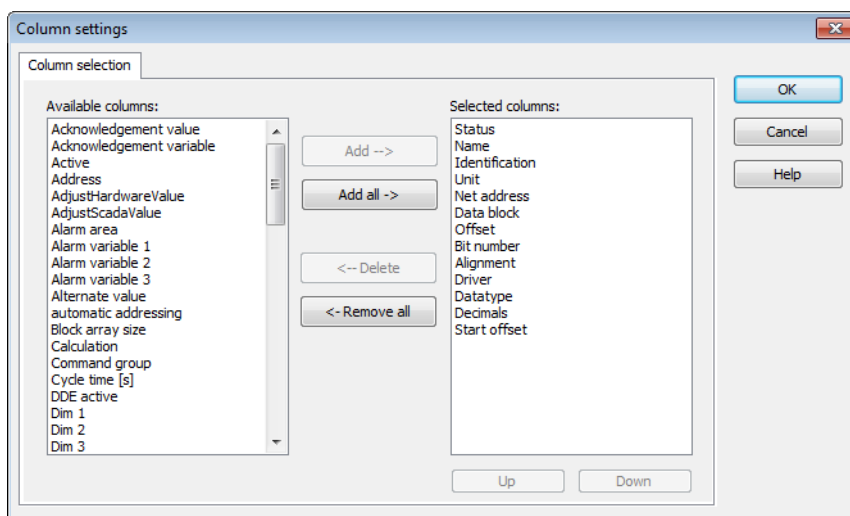 Column settings
Column selection
Available columns:
Acknowledgement value
Acknowledgement variable
Active
Address
AdjustHardwareValue
AdjustScadaValue
Alarm area
Alarm variable 1
Alarm variable 2
Alarm variable 3
Alternate value
automatic addressing
Block array size
Calculation
Command group
Cycle time [s]
DDE active
Dim 1
Dim 2
Dim 3
Add -->
Add all ->
<-- Delete
<- Remove all
Selected columns:
Status
Name
Identification
Unit
Net address
Data block
Offset
Bit number
Alignment
Driver
Datatype
Decimals
Start offset
Up
Down
OK
Cancel
Help